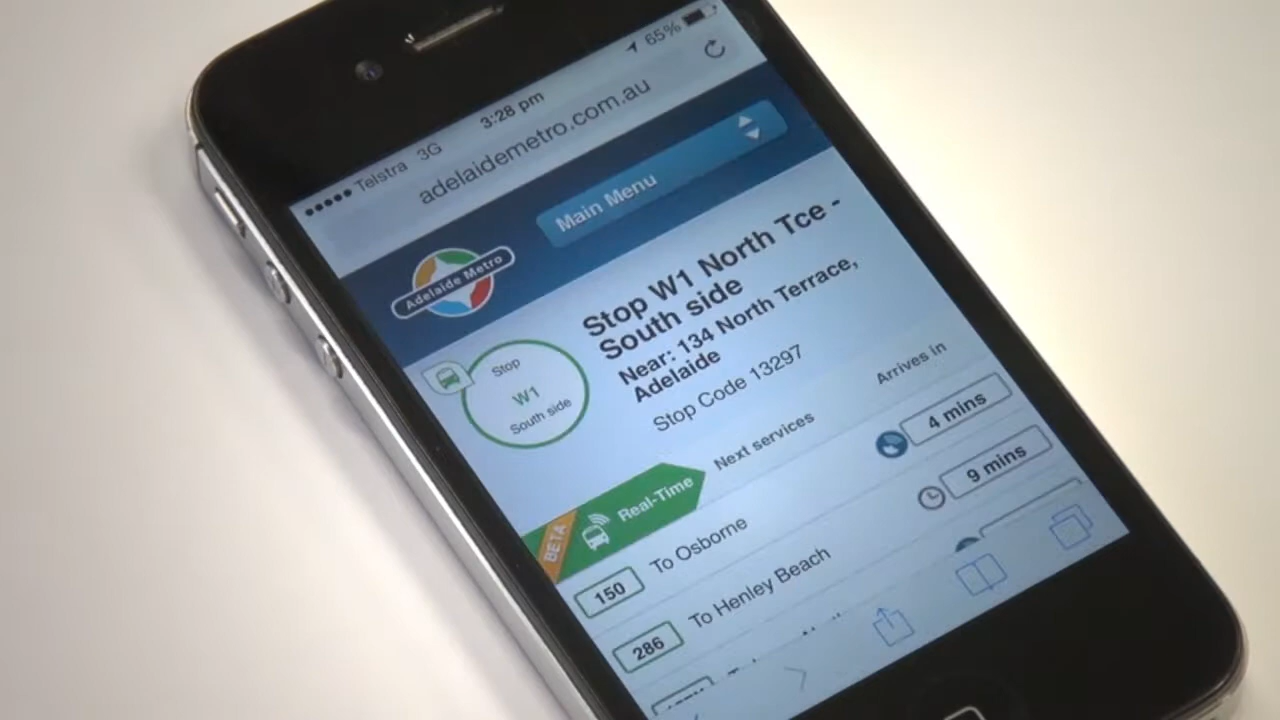 Telstra 3G 3:28 pm 65%
adelaidemetro.com.au
Adelaide Metro
Main Menu
Stop W1 North Tce -
South side
Near: 134 North Terrace,
Adelaide
Stop Code 13297
Stop
W1
South side
BETA
Real-Time
Next services
Arrives in
150 To Osborne 4 mins
286 To Henley Beach 9 mins